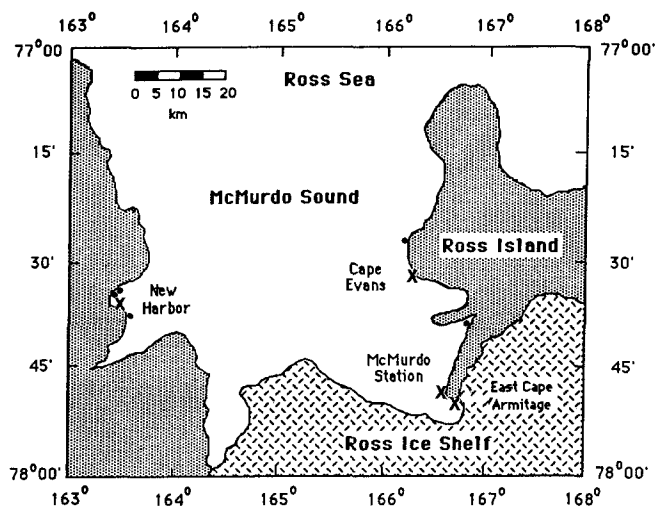 163° 164° 165° 166° 167° 168°
77°00' 77°00'
0 5 10 15 20
km
Ross Sea
15' 15'
McMurdo Sound
Ross Island
30' 30'
Cape
Evans
New
Harbor
45' 45'
McMurdo
Station
East Cape
Armitage
Ross Ice Shelf
78°00' 78°00'
163° 164° 165° 166° 167° 168°